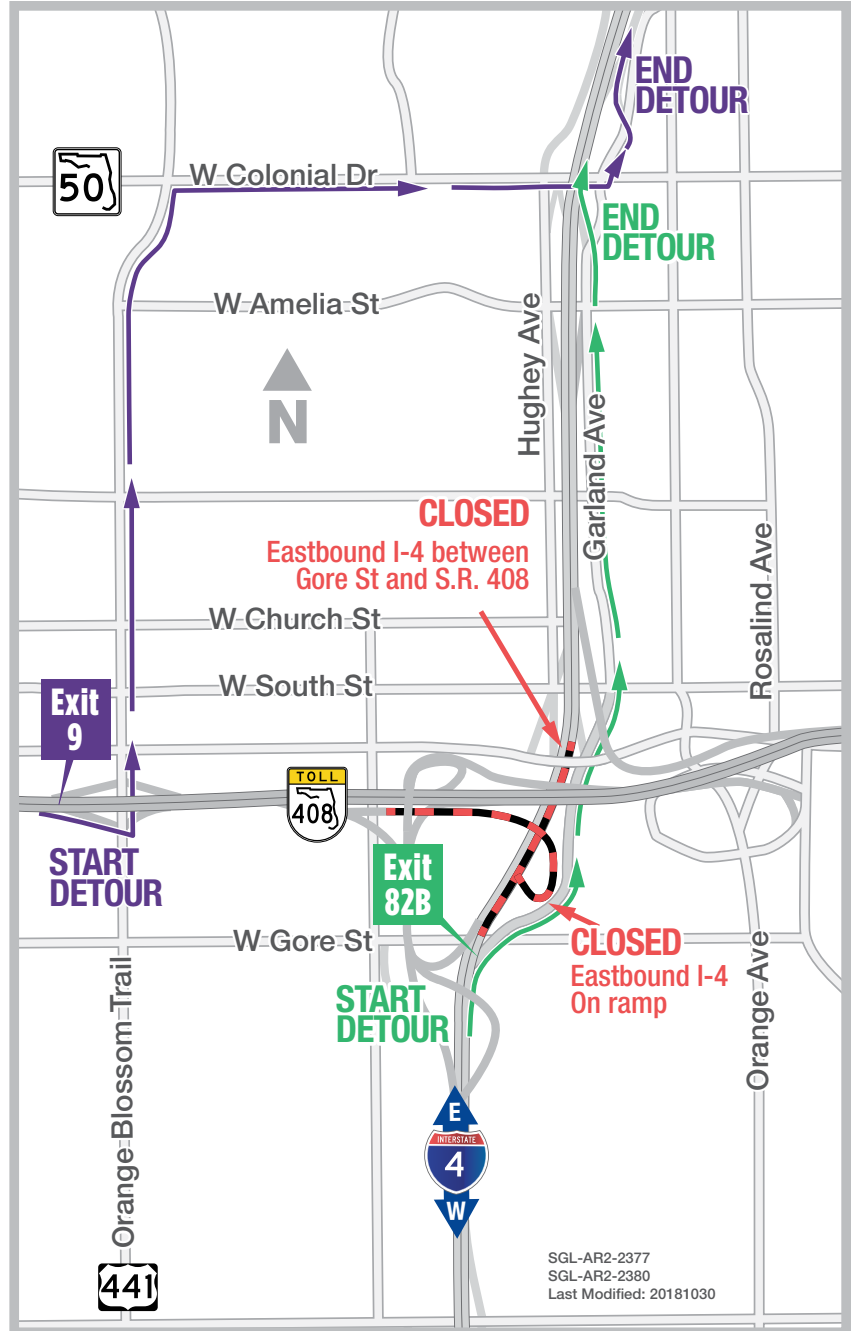 END
DETOUR
50
W Colonial Dr
END
DETOUR
W Amelia St
Hughey Ave
N
Garland Ave
CLOSED
Eastbound I-4 between
Gore St and S.R. 408
Rosalind Ave
W Church St
W South St
Exit
9
TOLL
408
START
DETOUR
Exit
82B
W Gore St
CLOSED
Eastbound I-4
On ramp
START
DETOUR
Orange Blossom Trail
Orange Ave
E
INTERSTATE
4
W
441
SGL-AR2-2377
SGL-AR2-2380
Last Modified: 20181030